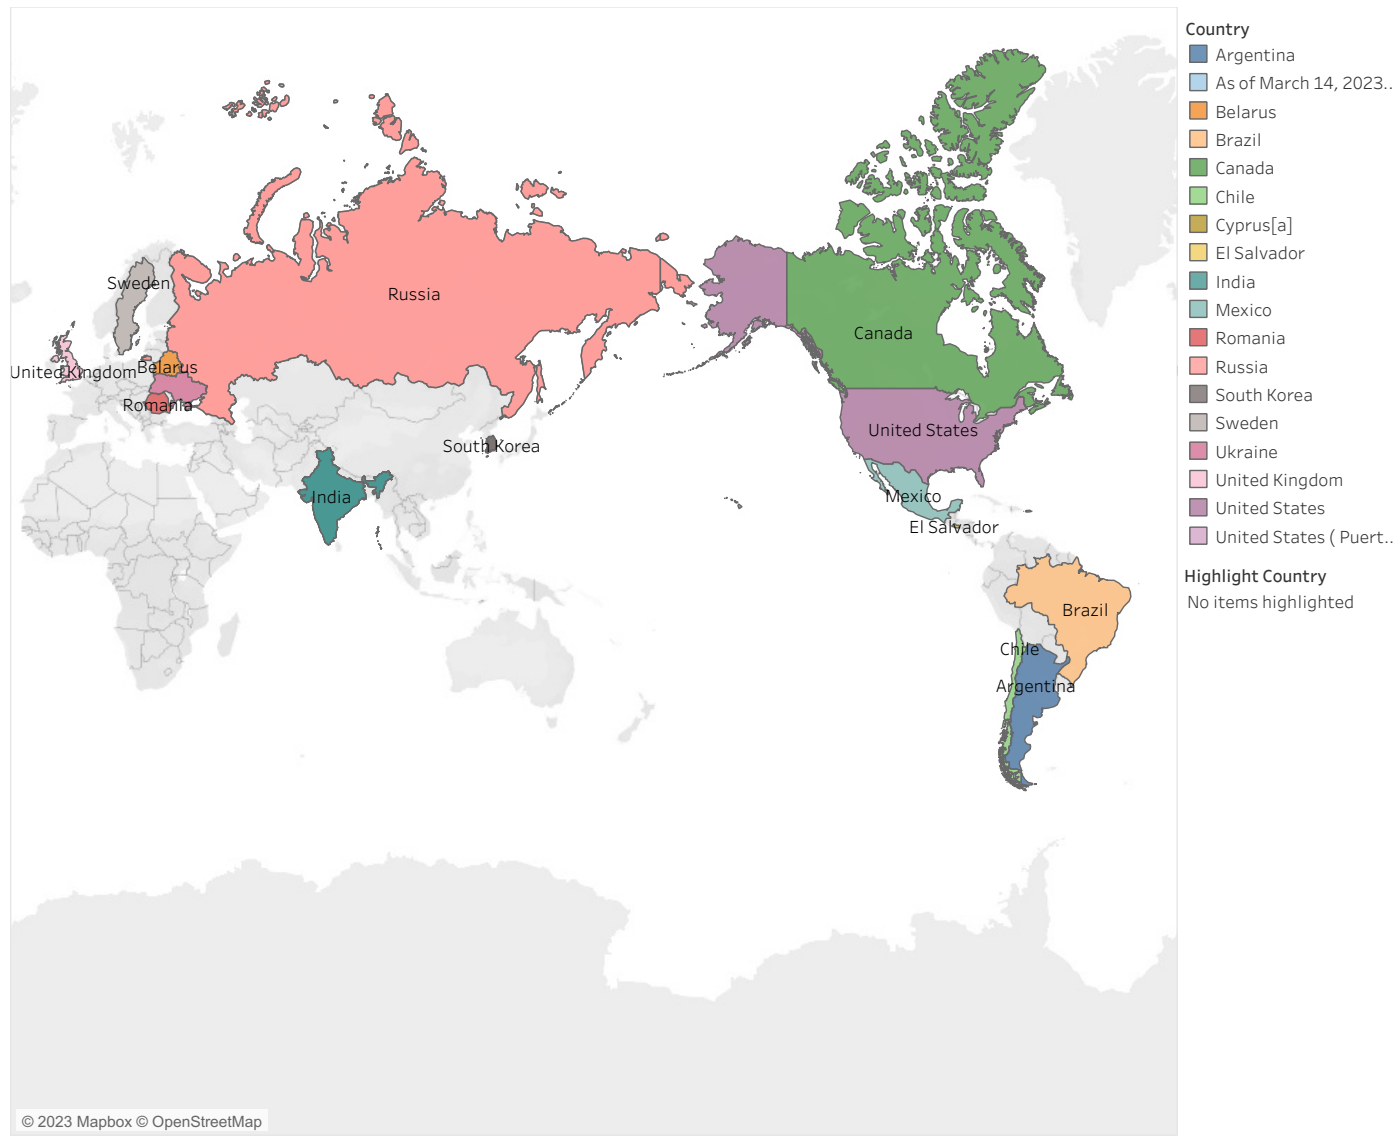 Sweden
Russia
Canada
United Kingdom
Belarus
Romania
United States
South Korea
India
Mexico
El Salvador
Brazil
Chile
Argentina
© 2023 Mapbox © OpenStreetMap
Country
Argentina
As of March 14, 2023..
Belarus
Brazil
Canada
Chile
Cyprus[a]
El Salvador
India
Mexico
Romania
Russia
South Korea
Sweden
Ukraine
United Kingdom
United States
United States ( Puert..
Highlight Country
No items highlighted